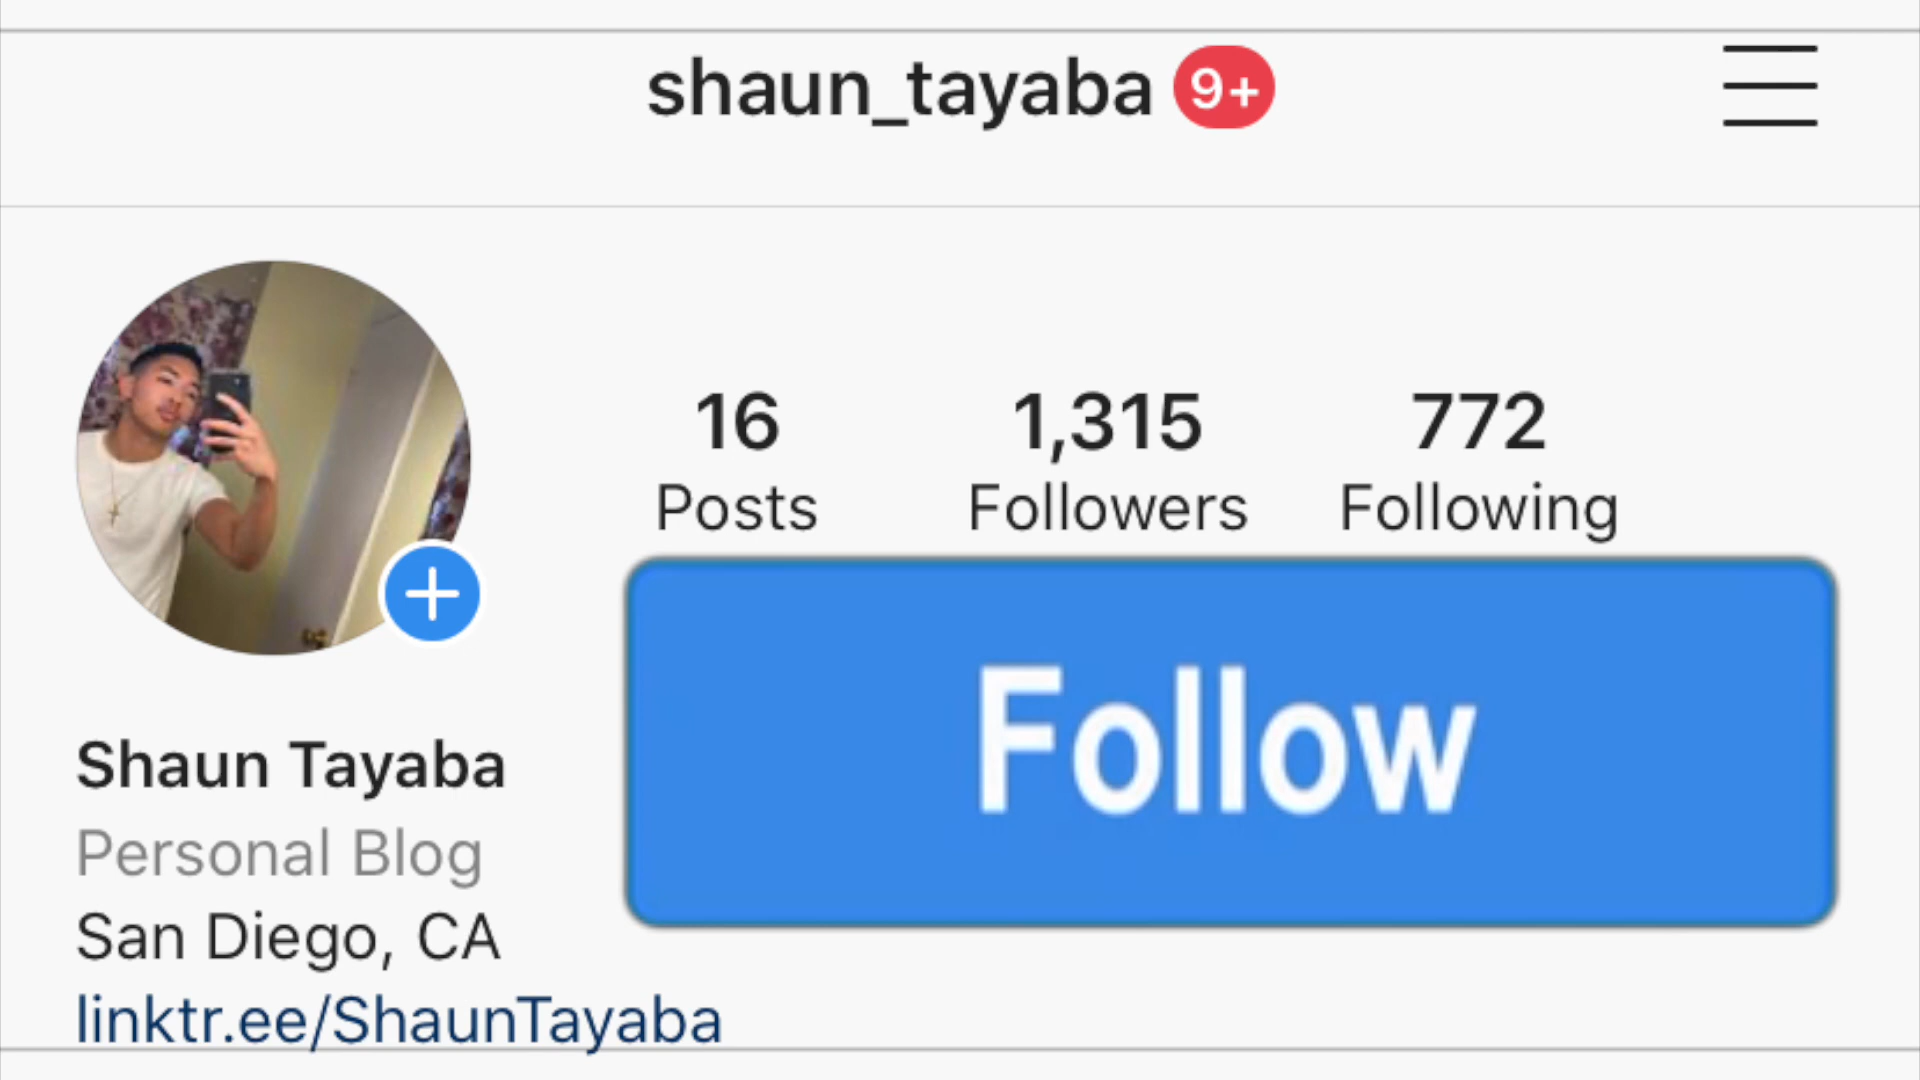 shaun_tayaba 9+
16 1,315 772
Posts Followers Following
Follow
Shaun Tayaba
Personal Blog
San Diego, CA
linktr.ee/ShaunTayaba